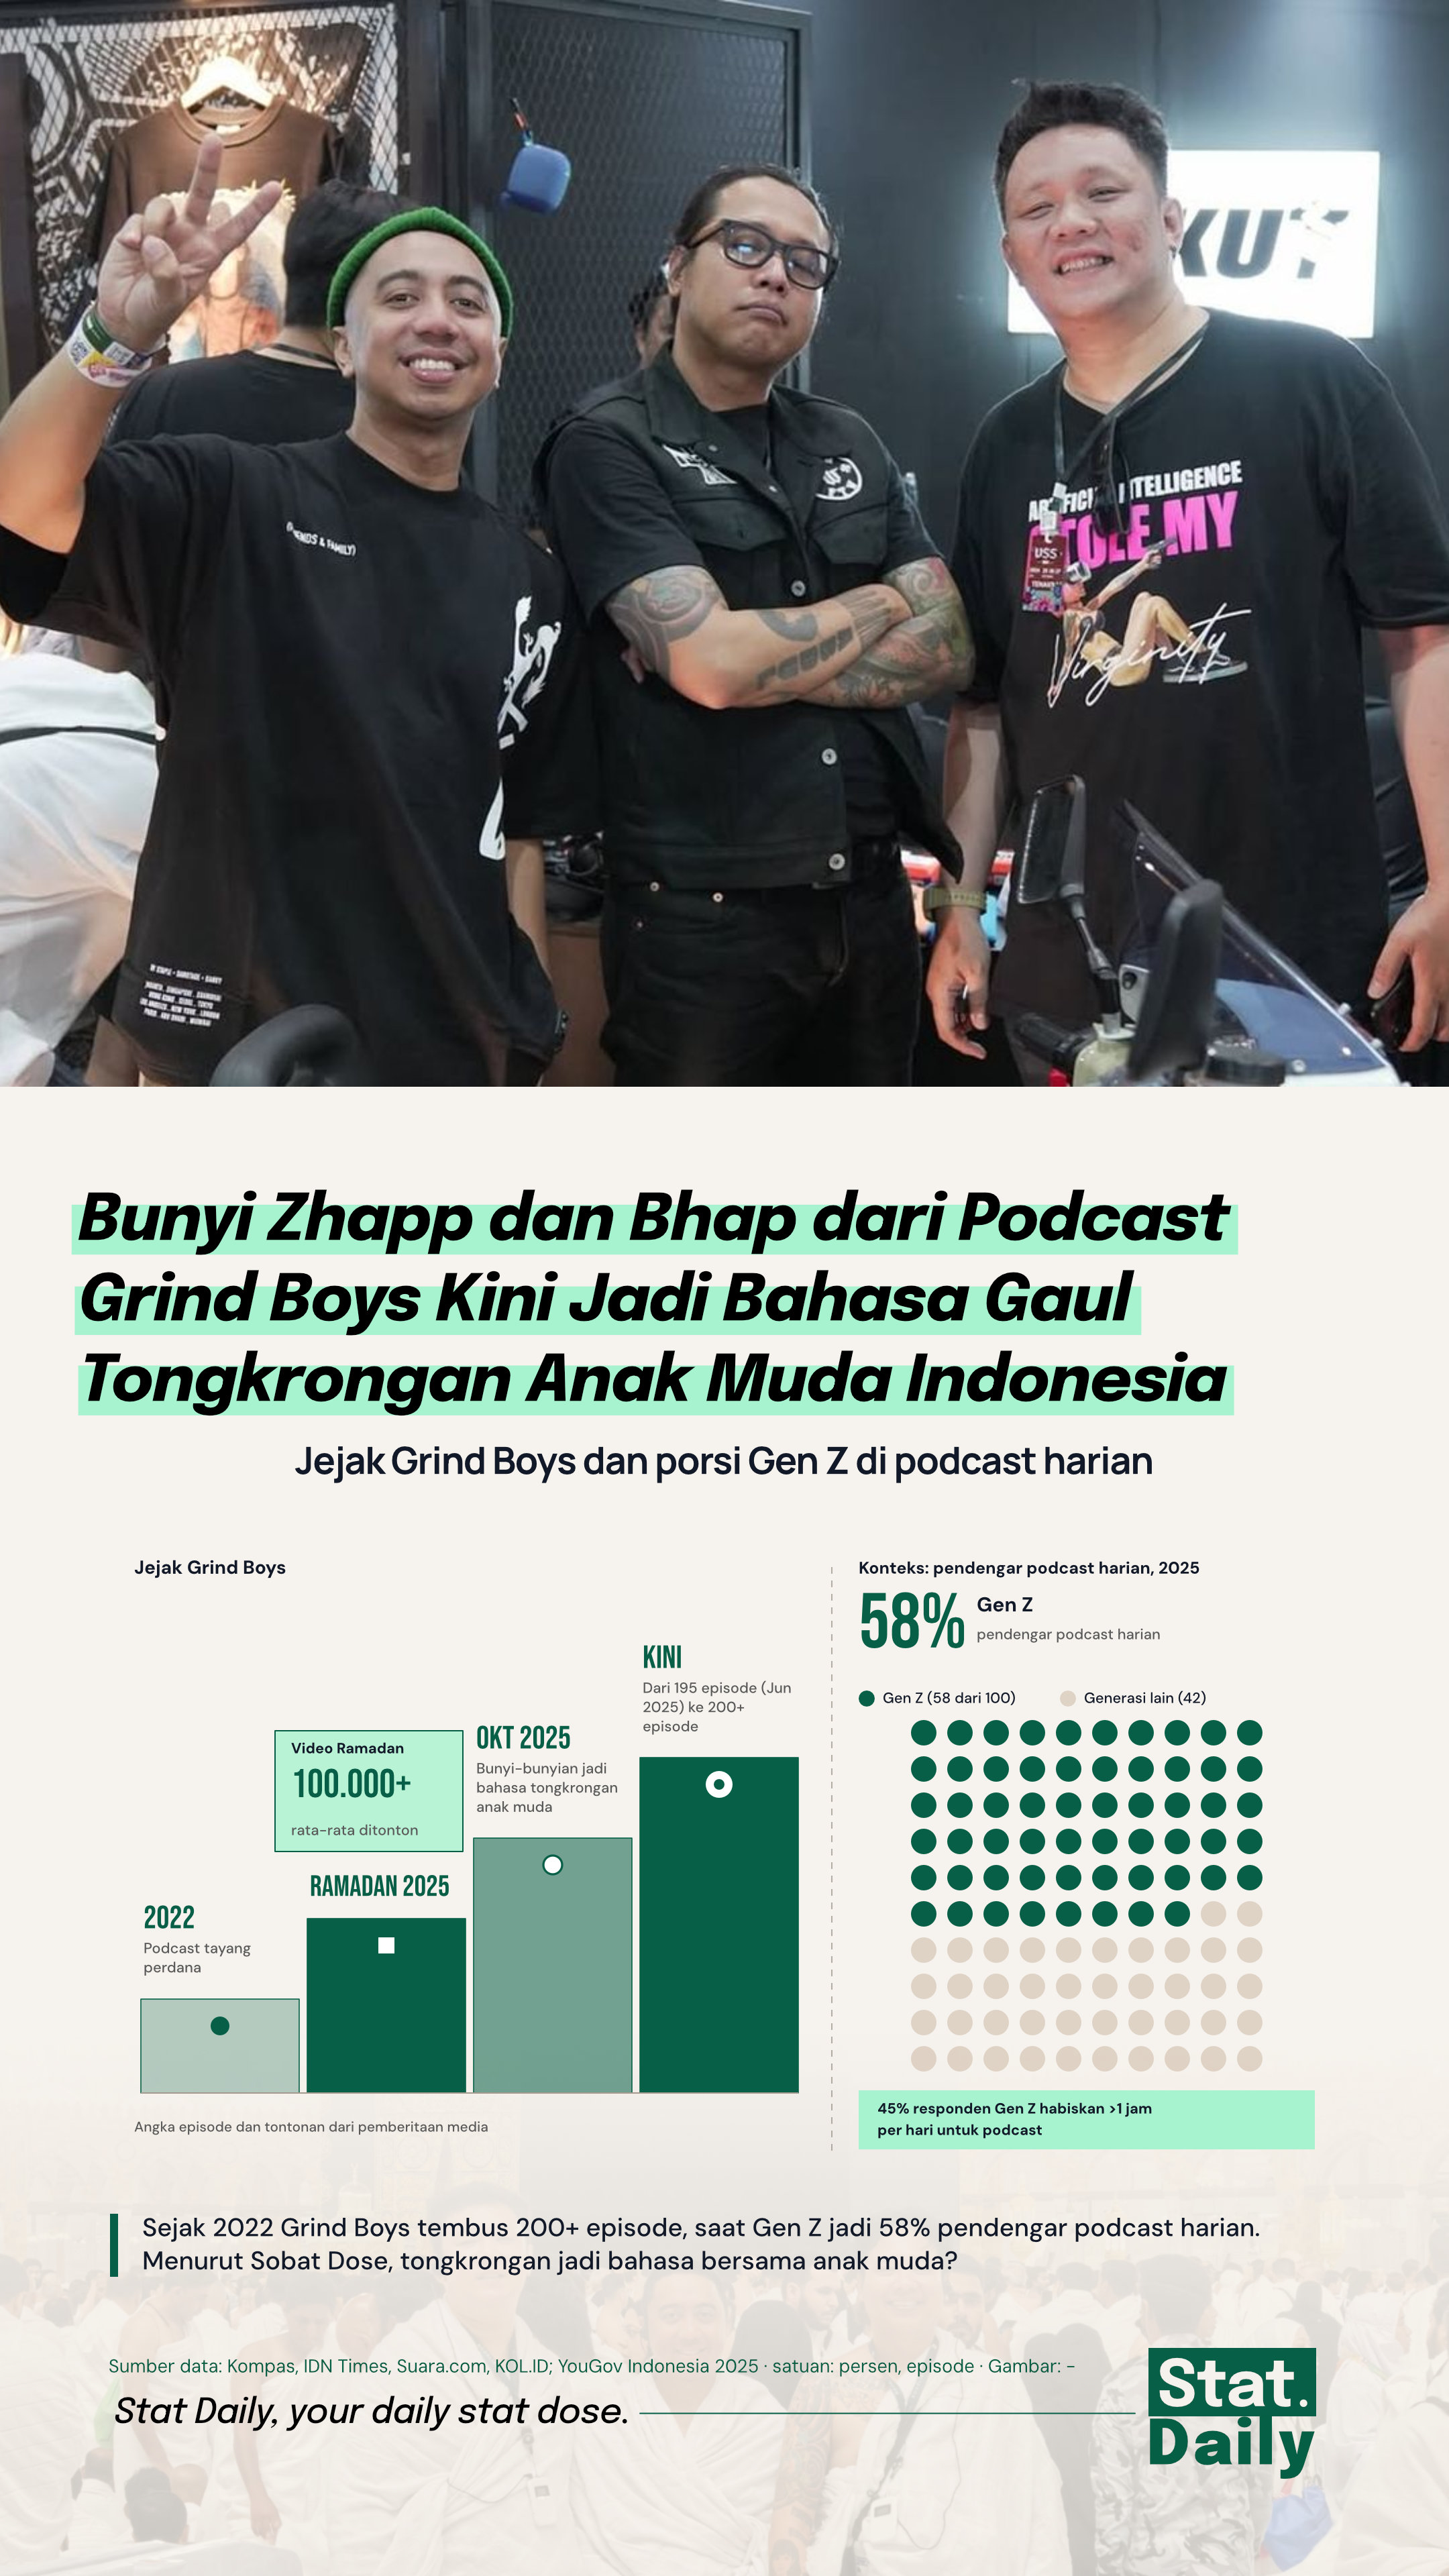 KUY
(FRIENDS & FAMILY)
ARTIFICIAL INTELLIGENCE
STOLE MY
Virginity
USS
Bunyi Zhapp dan Bhap dari Podcast
Grind Boys Kini Jadi Bahasa Gaul
Tongkrongan Anak Muda Indonesia
Jejak Grind Boys dan porsi Gen Z di podcast harian
Jejak Grind Boys
KINI
Dari 195 episode (Jun
2025) ke 200+
episode
OKT 2025
Bunyi-bunyian jadi
bahasa tongkrongan
anak muda
Video Ramadan
100.000+
rata-rata ditonton
RAMADAN 2025
2022
Podcast tayang
perdana
Angka episode dan tontonan dari pemberitaan media
Konteks: pendengar podcast harian, 2025
58% Gen Z
pendengar podcast harian
Gen Z (58 dari 100) Generasi lain (42)
45% responden Gen Z habiskan >1 jam
per hari untuk podcast
Sejak 2022 Grind Boys tembus 200+ episode, saat Gen Z jadi 58% pendengar podcast harian.
Menurut Sobat Dose, tongkrongan jadi bahasa bersama anak muda?
Sumber data: Kompas, IDN Times, Suara.com, KOL.ID; YouGov Indonesia 2025 · satuan: persen, episode · Gambar: -
Stat Daily, your daily stat dose.
Stat.
Daily